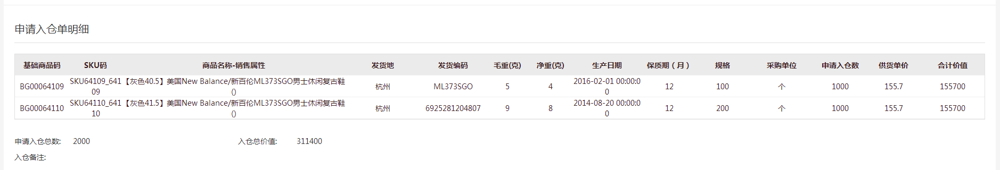 申请入仓单明细
基础商品码 SKU码 商品名称-销售属性 发货地 发货编码 毛重(克) 净重(克) 生产日期 保质期（月） 规格 采购单位 申请入仓数 供货单价 合计价值
BG00064109 SKU64109_641 【灰色40.5】美国New Balance/新百伦ML373SGO男士休闲复古鞋 杭州 ML373SGO 5 4 2016-02-01 00:00:0 12 100 个 1000 155.7 155700
09 () 0
BG00064110 SKU64110_641 【灰色41.5】美国New Balance/新百伦ML373SGO男士休闲复古鞋 杭州 6925281204807 9 8 2014-08-20 00:00:0 12 200 个 1000 155.7 155700
10 () 0
申请入仓总数: 2000 入仓总价值: 311400
入仓备注: